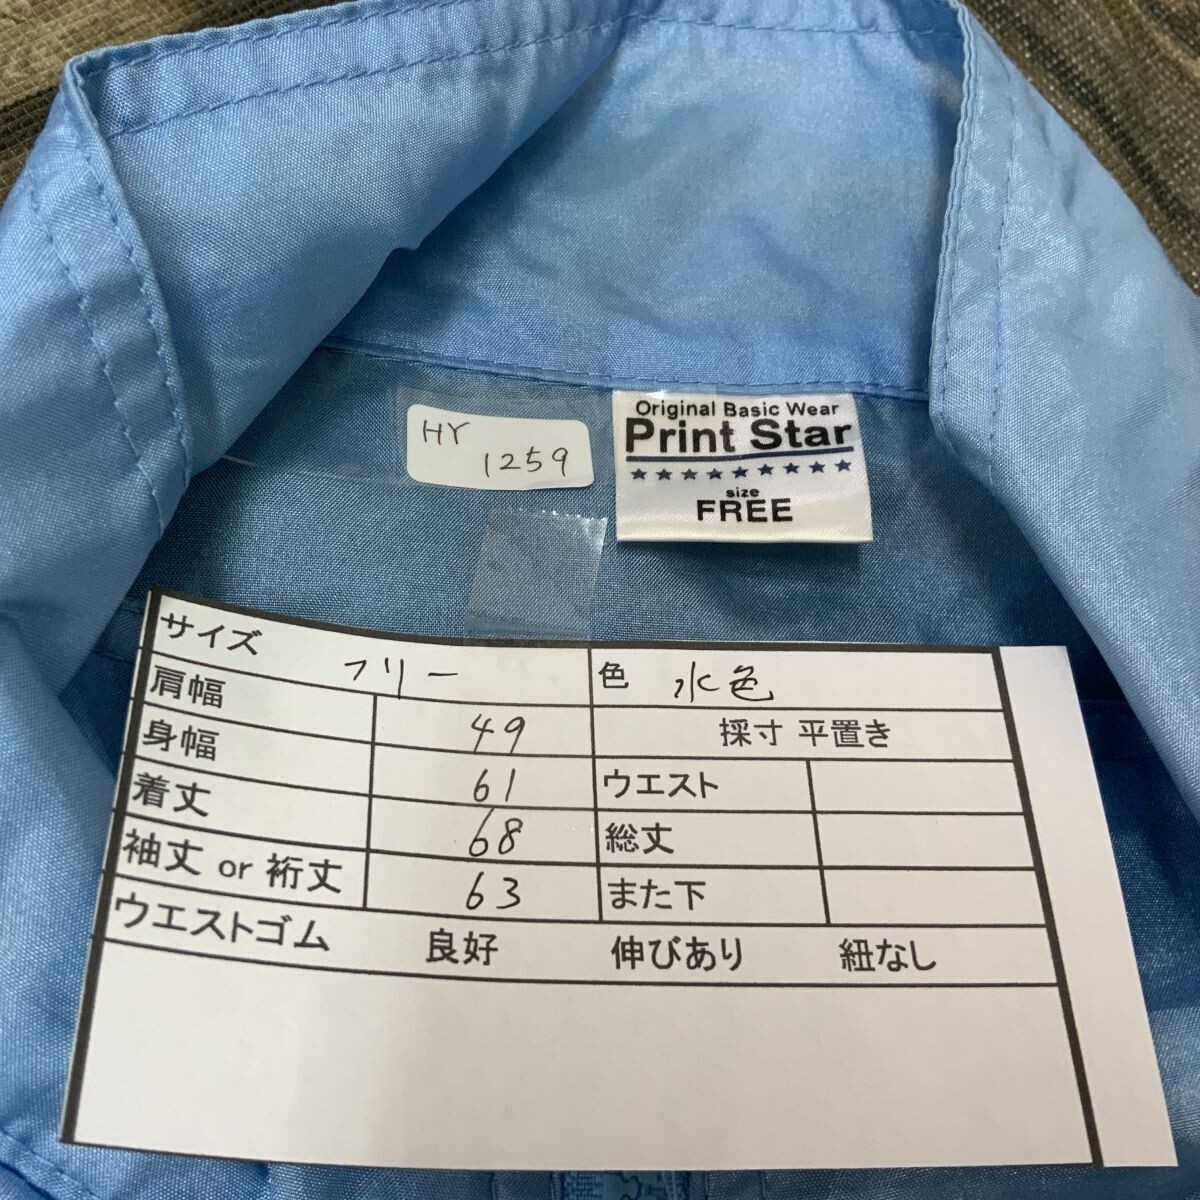 HY
1259
Original Basic Wear
Print Star
size
FREE
サイズ フリー 色 水色
肩幅 49 採寸 平置き
身幅 61 ウエスト
着丈 68 総丈
袖丈 or 裄丈 63 また下
ウエストゴム 良好 伸びあり 紐なし